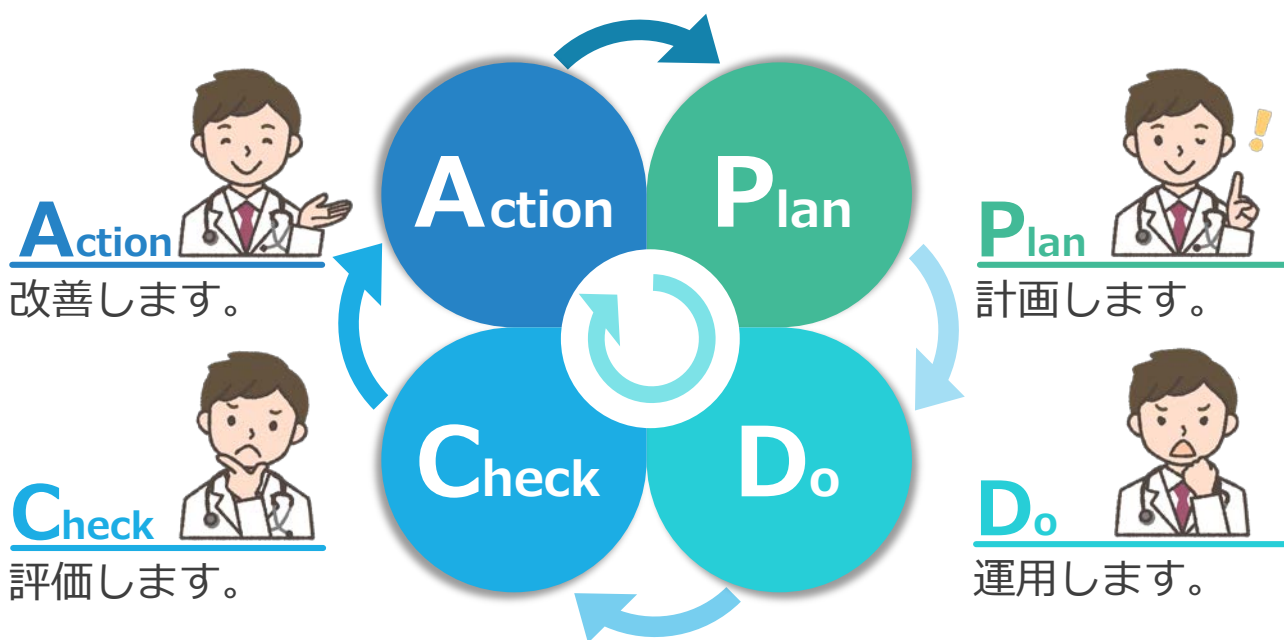 Action
Plan
Check
Do
Action
改善します。
Check
評価します。
Plan
計画します。
Do
運用します。